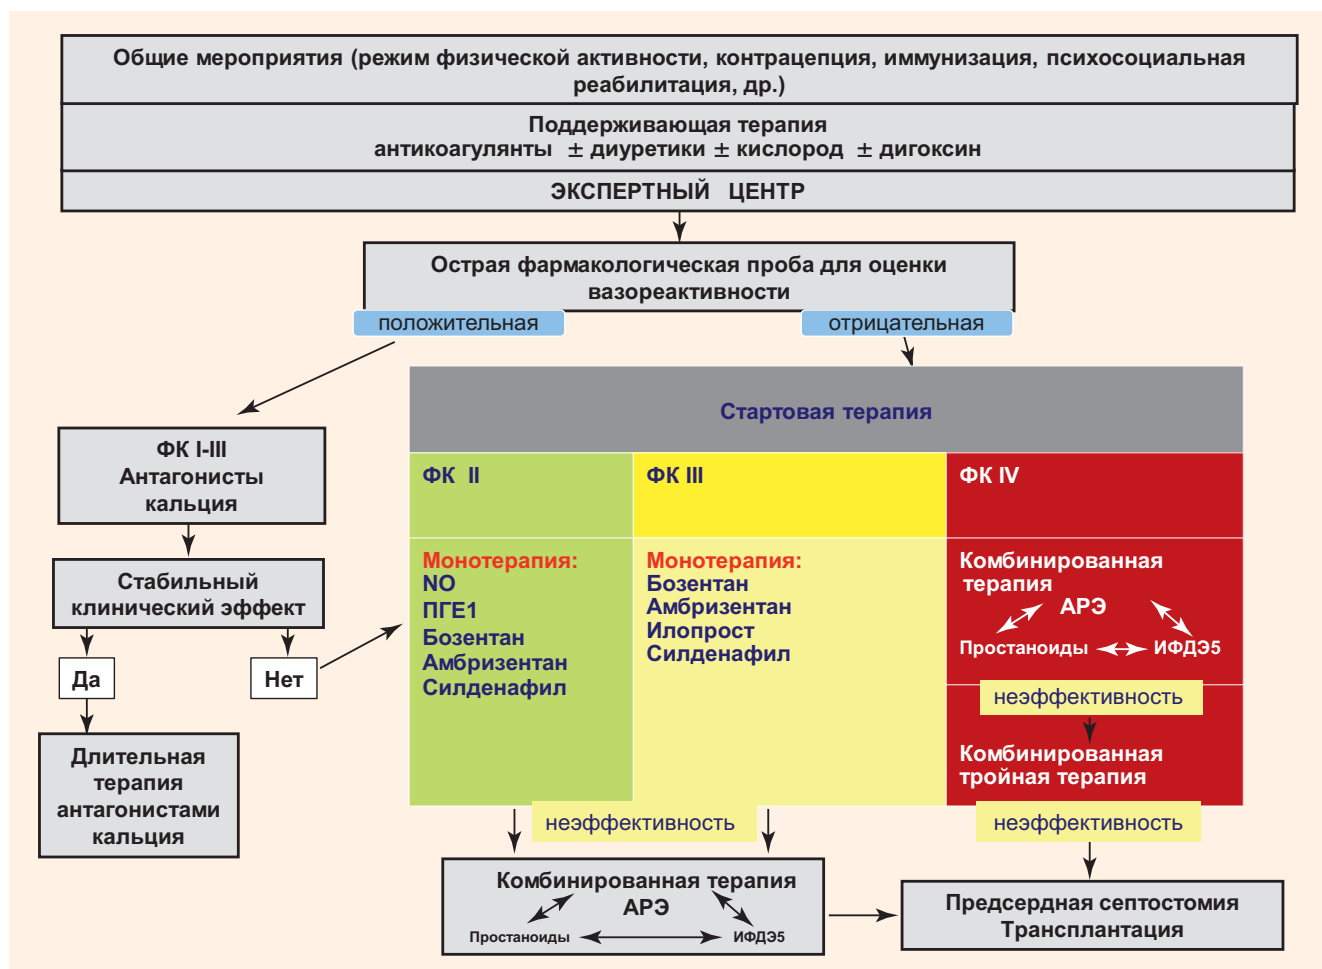 Общие мероприятия (режим физической активности, контрацепция, иммунизация, психосоциальная
реабилитация, др.)
Поддерживающая терапия
антикоагулянты ± диуретики ± кислород ± дигоксин
ЭКСПЕРТНЫЙ ЦЕНТР
Острая фармакологическая проба для оценки
вазореактивности
положительная
отрицательная
ФК I-III
Антагонисты
кальция
Стабильный
клинический эффект
Да
Нет
Длительная
терапия
антагонистами
кальция
Стартовая терапия
ФК II
Монотерапия:
NO
ПГЕ1
Бозентан
Амбризентан
Силденафил
ФК III
Монотерапия:
Бозентан
Амбризентан
Илопрост
Силденафил
ФК IV
Комбинированная
терапия
АРЭ
Простаноиды
ИФДЭ5
неэффективность
Комбинированная
тройная терапия
неэффективность
неэффективность
Комбинированная терапия
АРЭ
Простаноиды
ИФДЭ5
Предсердная септостомия
Трансплантация